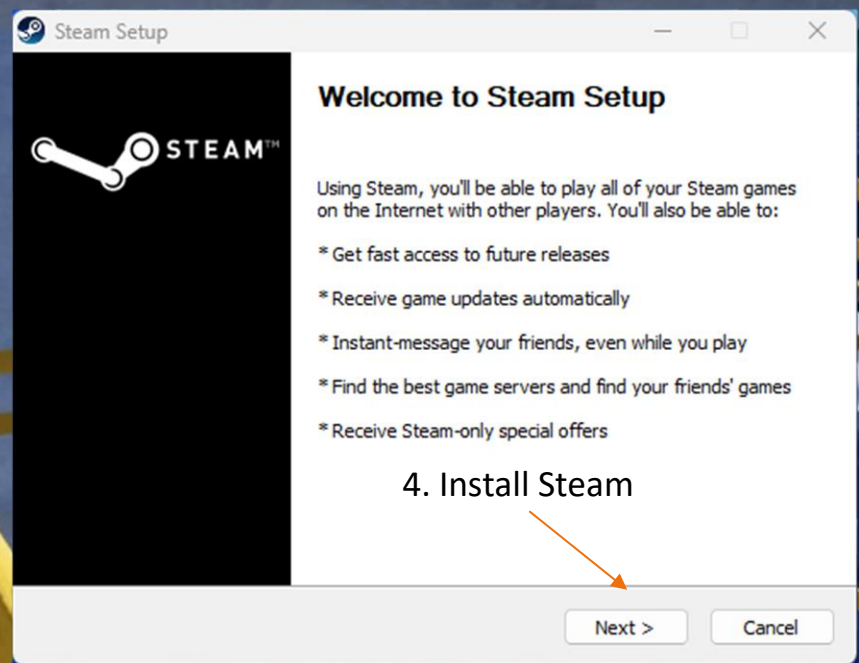 Steam Setup
STEAM™
Welcome to Steam Setup
Using Steam, you'll be able to play all of your Steam games
on the Internet with other players. You'll also be able to:
* Get fast access to future releases
* Receive game updates automatically
* Instant-message your friends, even while you play
* Find the best game servers and find your friends' games
* Receive Steam-only special offers
4. Install Steam
Next >
Cancel